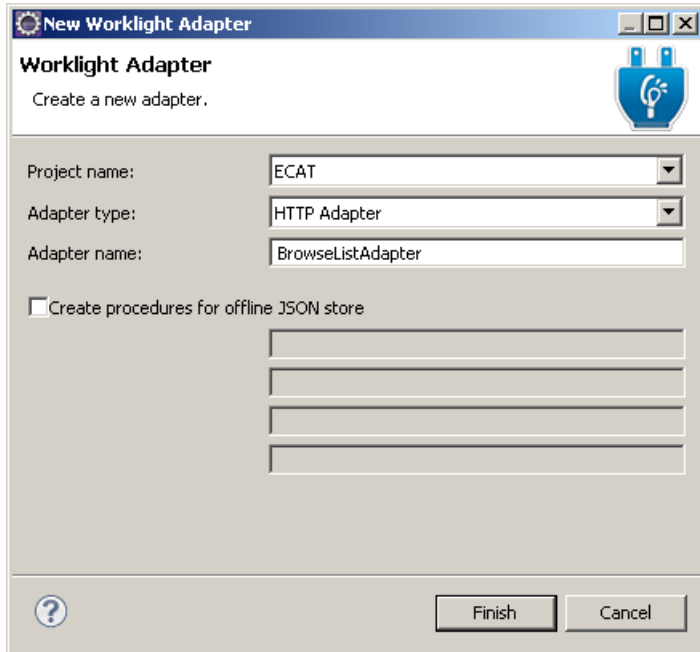 New Worklight Adapter
Worklight Adapter
Create a new adapter.
Project name: ECAT
Adapter type: HTTP Adapter
Adapter name: BrowseListAdapter
Create procedures for offline JSON store
? Finish Cancel